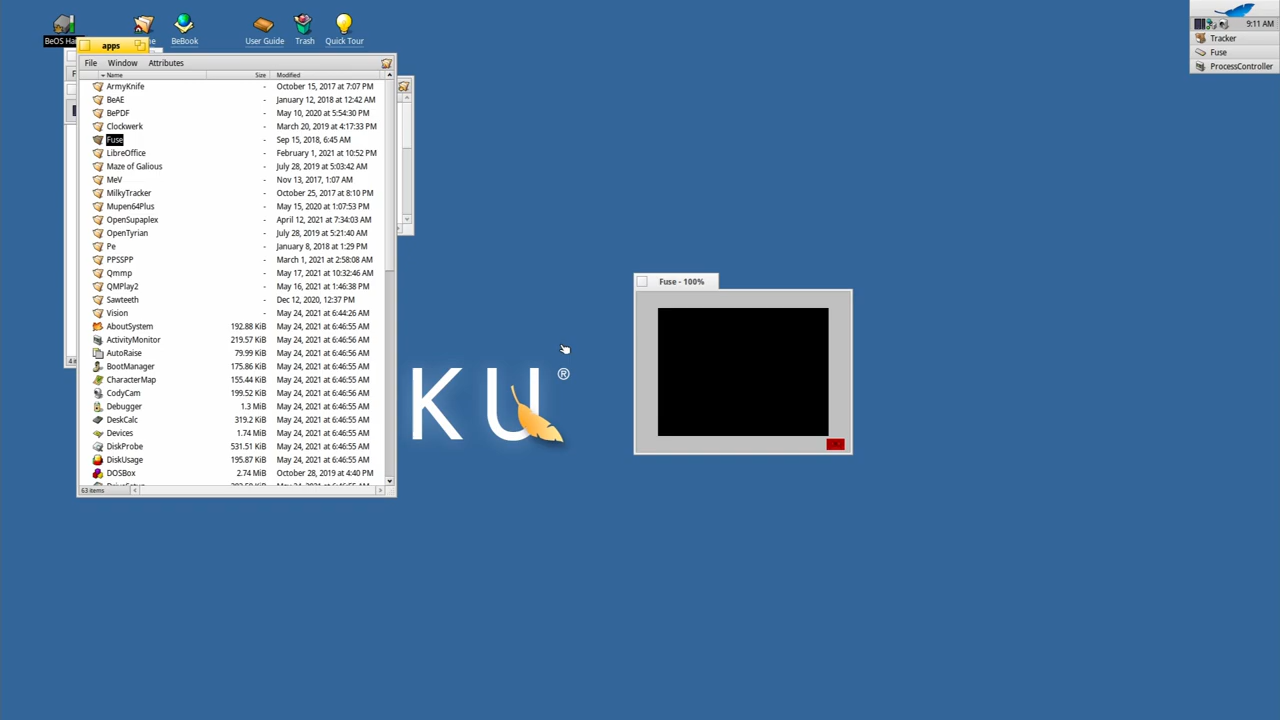 BeOS Ha
BeBook
User Guide
Trash
Quick Tour
9:11 AM
Tracker
Fuse
ProcessController
apps
File Window Attributes
Name Size Modified
ArmyKnife - October 15, 2017 at 7:07 PM
BeAE - January 12, 2018 at 12:42 AM
BePDF - May 10, 2020 at 5:54:30 PM
Clockwerk - March 20, 2019 at 4:17:33 PM
Fuse - Sep 15, 2018, 6:45 AM
LibreOffice - February 1, 2021 at 10:52 PM
Maze of Galious - July 28, 2019 at 5:03:42 AM
MeV - Nov 13, 2017, 1:07 AM
MilkyTracker - October 25, 2017 at 8:10 PM
Mupen64Plus - May 15, 2020 at 1:07:53 PM
OpenSupaplex - April 12, 2021 at 7:34:03 AM
OpenTyrian - July 28, 2019 at 5:21:40 AM
Pe - January 8, 2018 at 1:29 PM
PPSSPP - March 1, 2021 at 2:58:08 AM
Qmmp - May 17, 2021 at 10:32:46 AM
QMPlay2 - May 16, 2021 at 1:46:38 PM
Sawteeth - Dec 12, 2020, 12:37 PM
Vision - May 24, 2021 at 6:44:26 AM
AboutSystem 192.88 KiB May 24, 2021 at 6:46:55 AM
ActivityMonitor 219.57 KiB May 24, 2021 at 6:46:56 AM
AutoRaise 79.99 KiB May 24, 2021 at 6:46:56 AM
BootManager 175.86 KiB May 24, 2021 at 6:46:55 AM
CharacterMap 155.44 KiB May 24, 2021 at 6:46:55 AM
CodyCam 199.52 KiB May 24, 2021 at 6:46:56 AM
Debugger 1.3 MiB May 24, 2021 at 6:46:55 AM
DeskCalc 319.2 KiB May 24, 2021 at 6:46:55 AM
Devices 1.74 MiB May 24, 2021 at 6:46:55 AM
DiskProbe 531.51 KiB May 24, 2021 at 6:46:55 AM
DiskUsage 195.87 KiB May 24, 2021 at 6:46:55 AM
DOSBox 2.74 MiB October 28, 2019 at 4:40 PM
63 items
Fuse - 100%
KU®